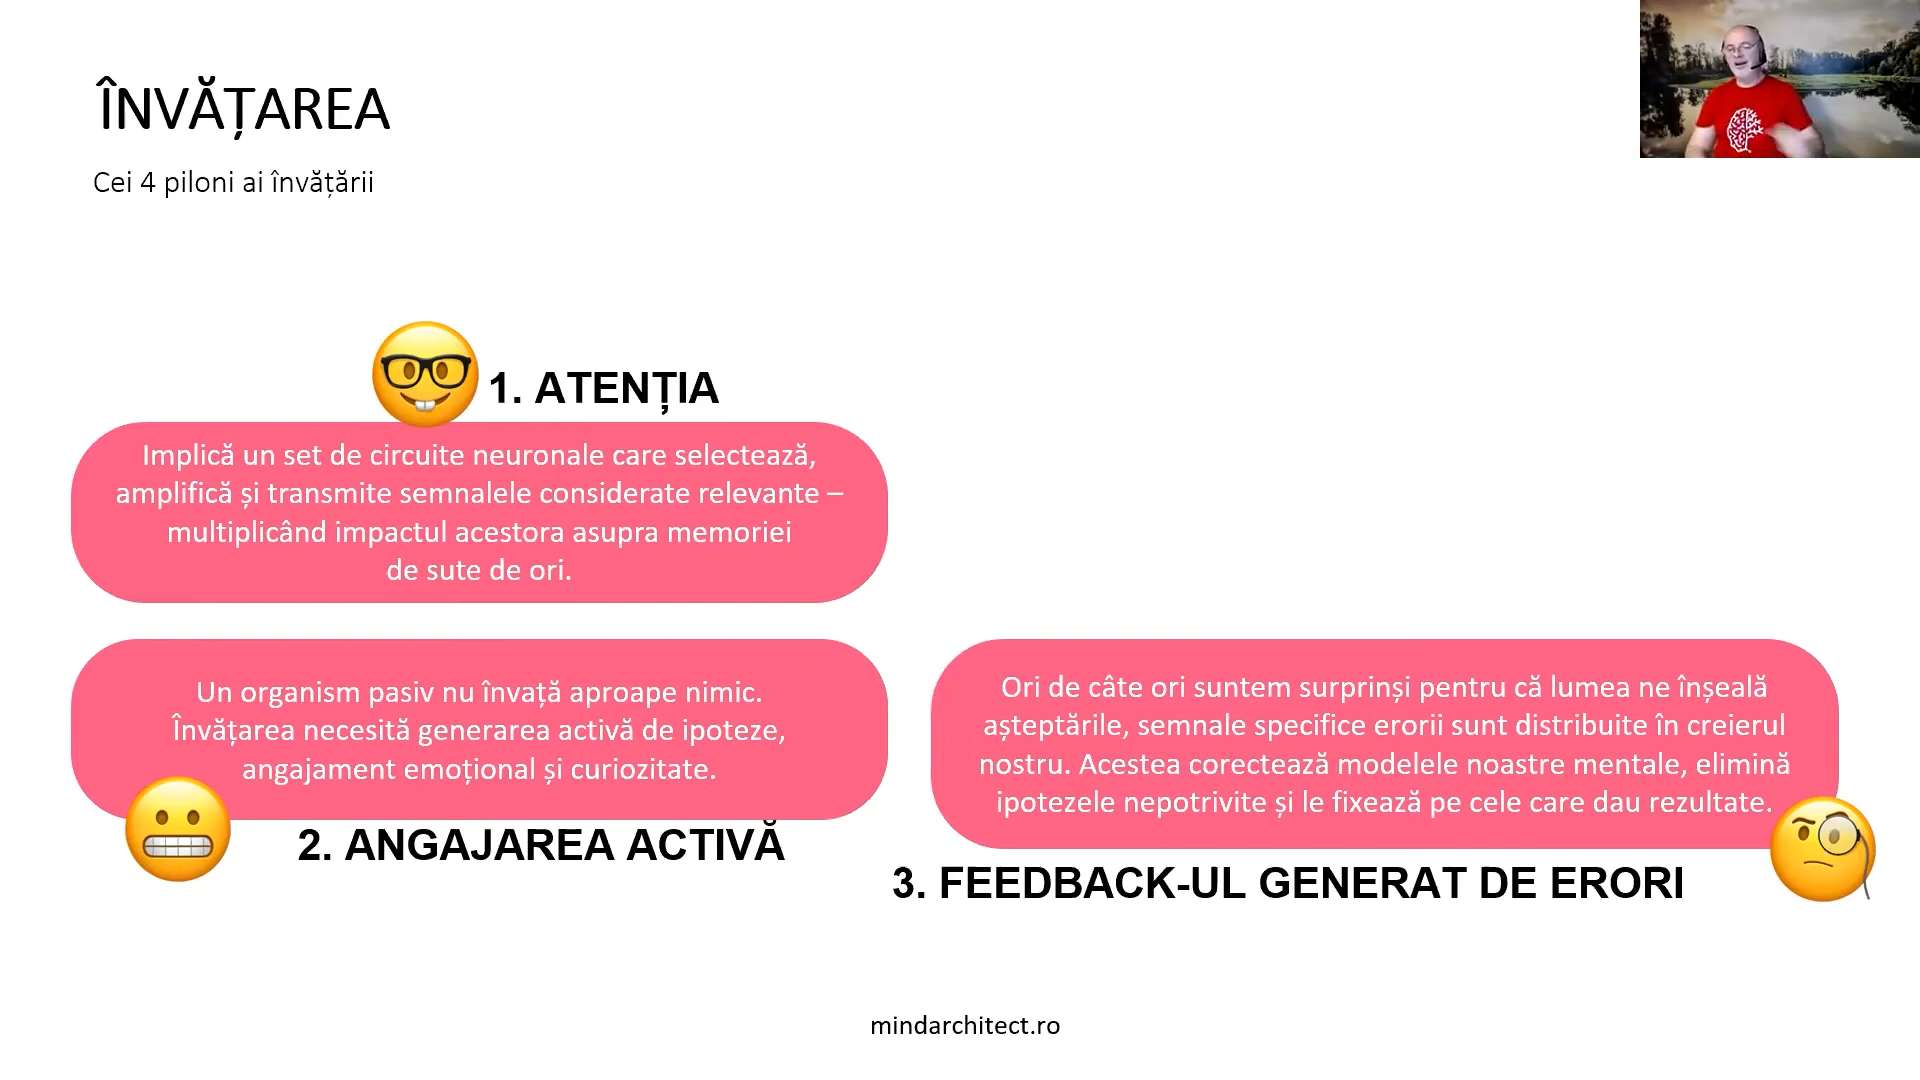 ÎNVĂȚAREA
Cei 4 piloni ai învățării
1. ATENȚIA
Implică un set de circuite neuronale care selectează,
amplifică și transmite semnalele considerate relevante –
multiplicând impactul acestora asupra memoriei
de sute de ori.
Un organism pasiv nu învață aproape nimic.
Învățarea necesită generarea activă de ipoteze,
angajament emoțional și curiozitate.
2. ANGAJAREA ACTIVĂ
Ori de câte ori suntem surprinși pentru că lumea ne înșeală
așteptările, semnale specifice erorii sunt distribuite în creierul
nostru. Acestea corectează modelele noastre mentale, elimină
ipotezele nepotrivite și le fixează pe cele care dau rezultate.
3. FEEDBACK-UL GENERAT DE ERORI
mindarchitect.ro